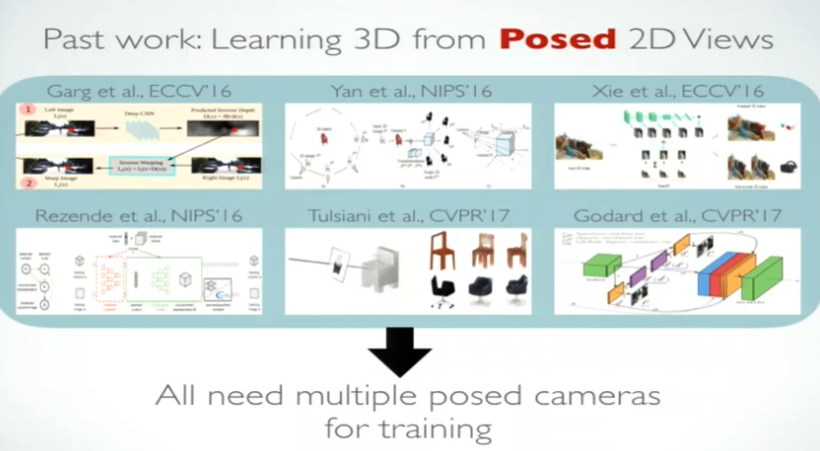 Past work: Learning 3D from Posed 2D Views
Garg et al., ECCV'16
Yan et al., NIPS'16
Xie et al., ECCV'16
1
Left Image
Deep CNN
Predicted Inverse Depth
Inverse Warping
Warp Image
Right Image
2
Rezende et al., NIPS'16
Tulsiani et al., CVPR'17
Godard et al., CVPR'17
All need multiple posed cameras
for training